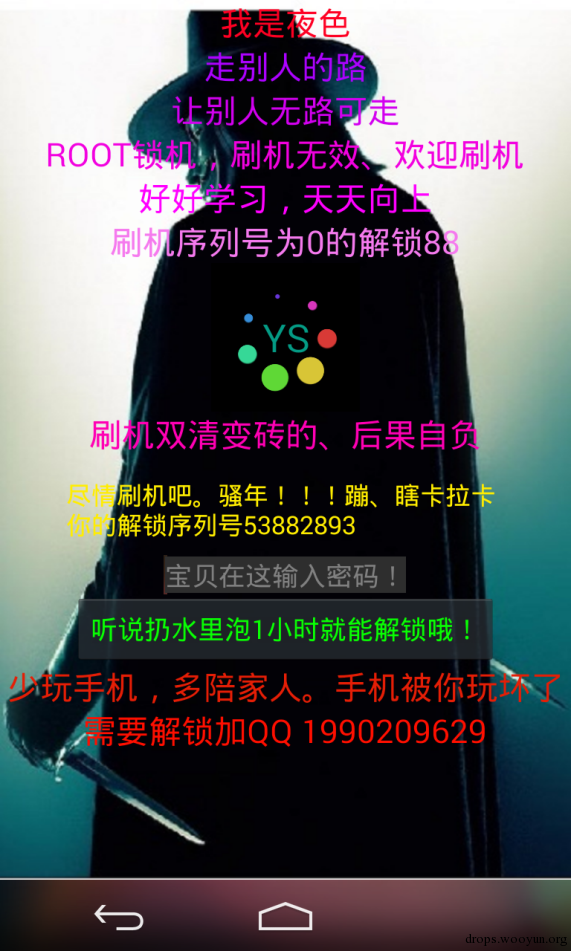 我是夜色
走别人的路
让别人无路可走
ROOT锁机，刷机无效、欢迎刷机
好好学习，天天向上
刷机序列号为0的解锁88
YS
刷机双清变砖的、后果自负
尽情刷机吧。骚年！！！蹦、瞎卡拉卡
你的解锁序列号53882893
宝贝在这输入密码！
听说扔水里泡1小时就能解锁哦！
少玩手机，多陪家人。手机被你玩坏了
需要解锁加QQ 1990209629
drops.wooyun.org